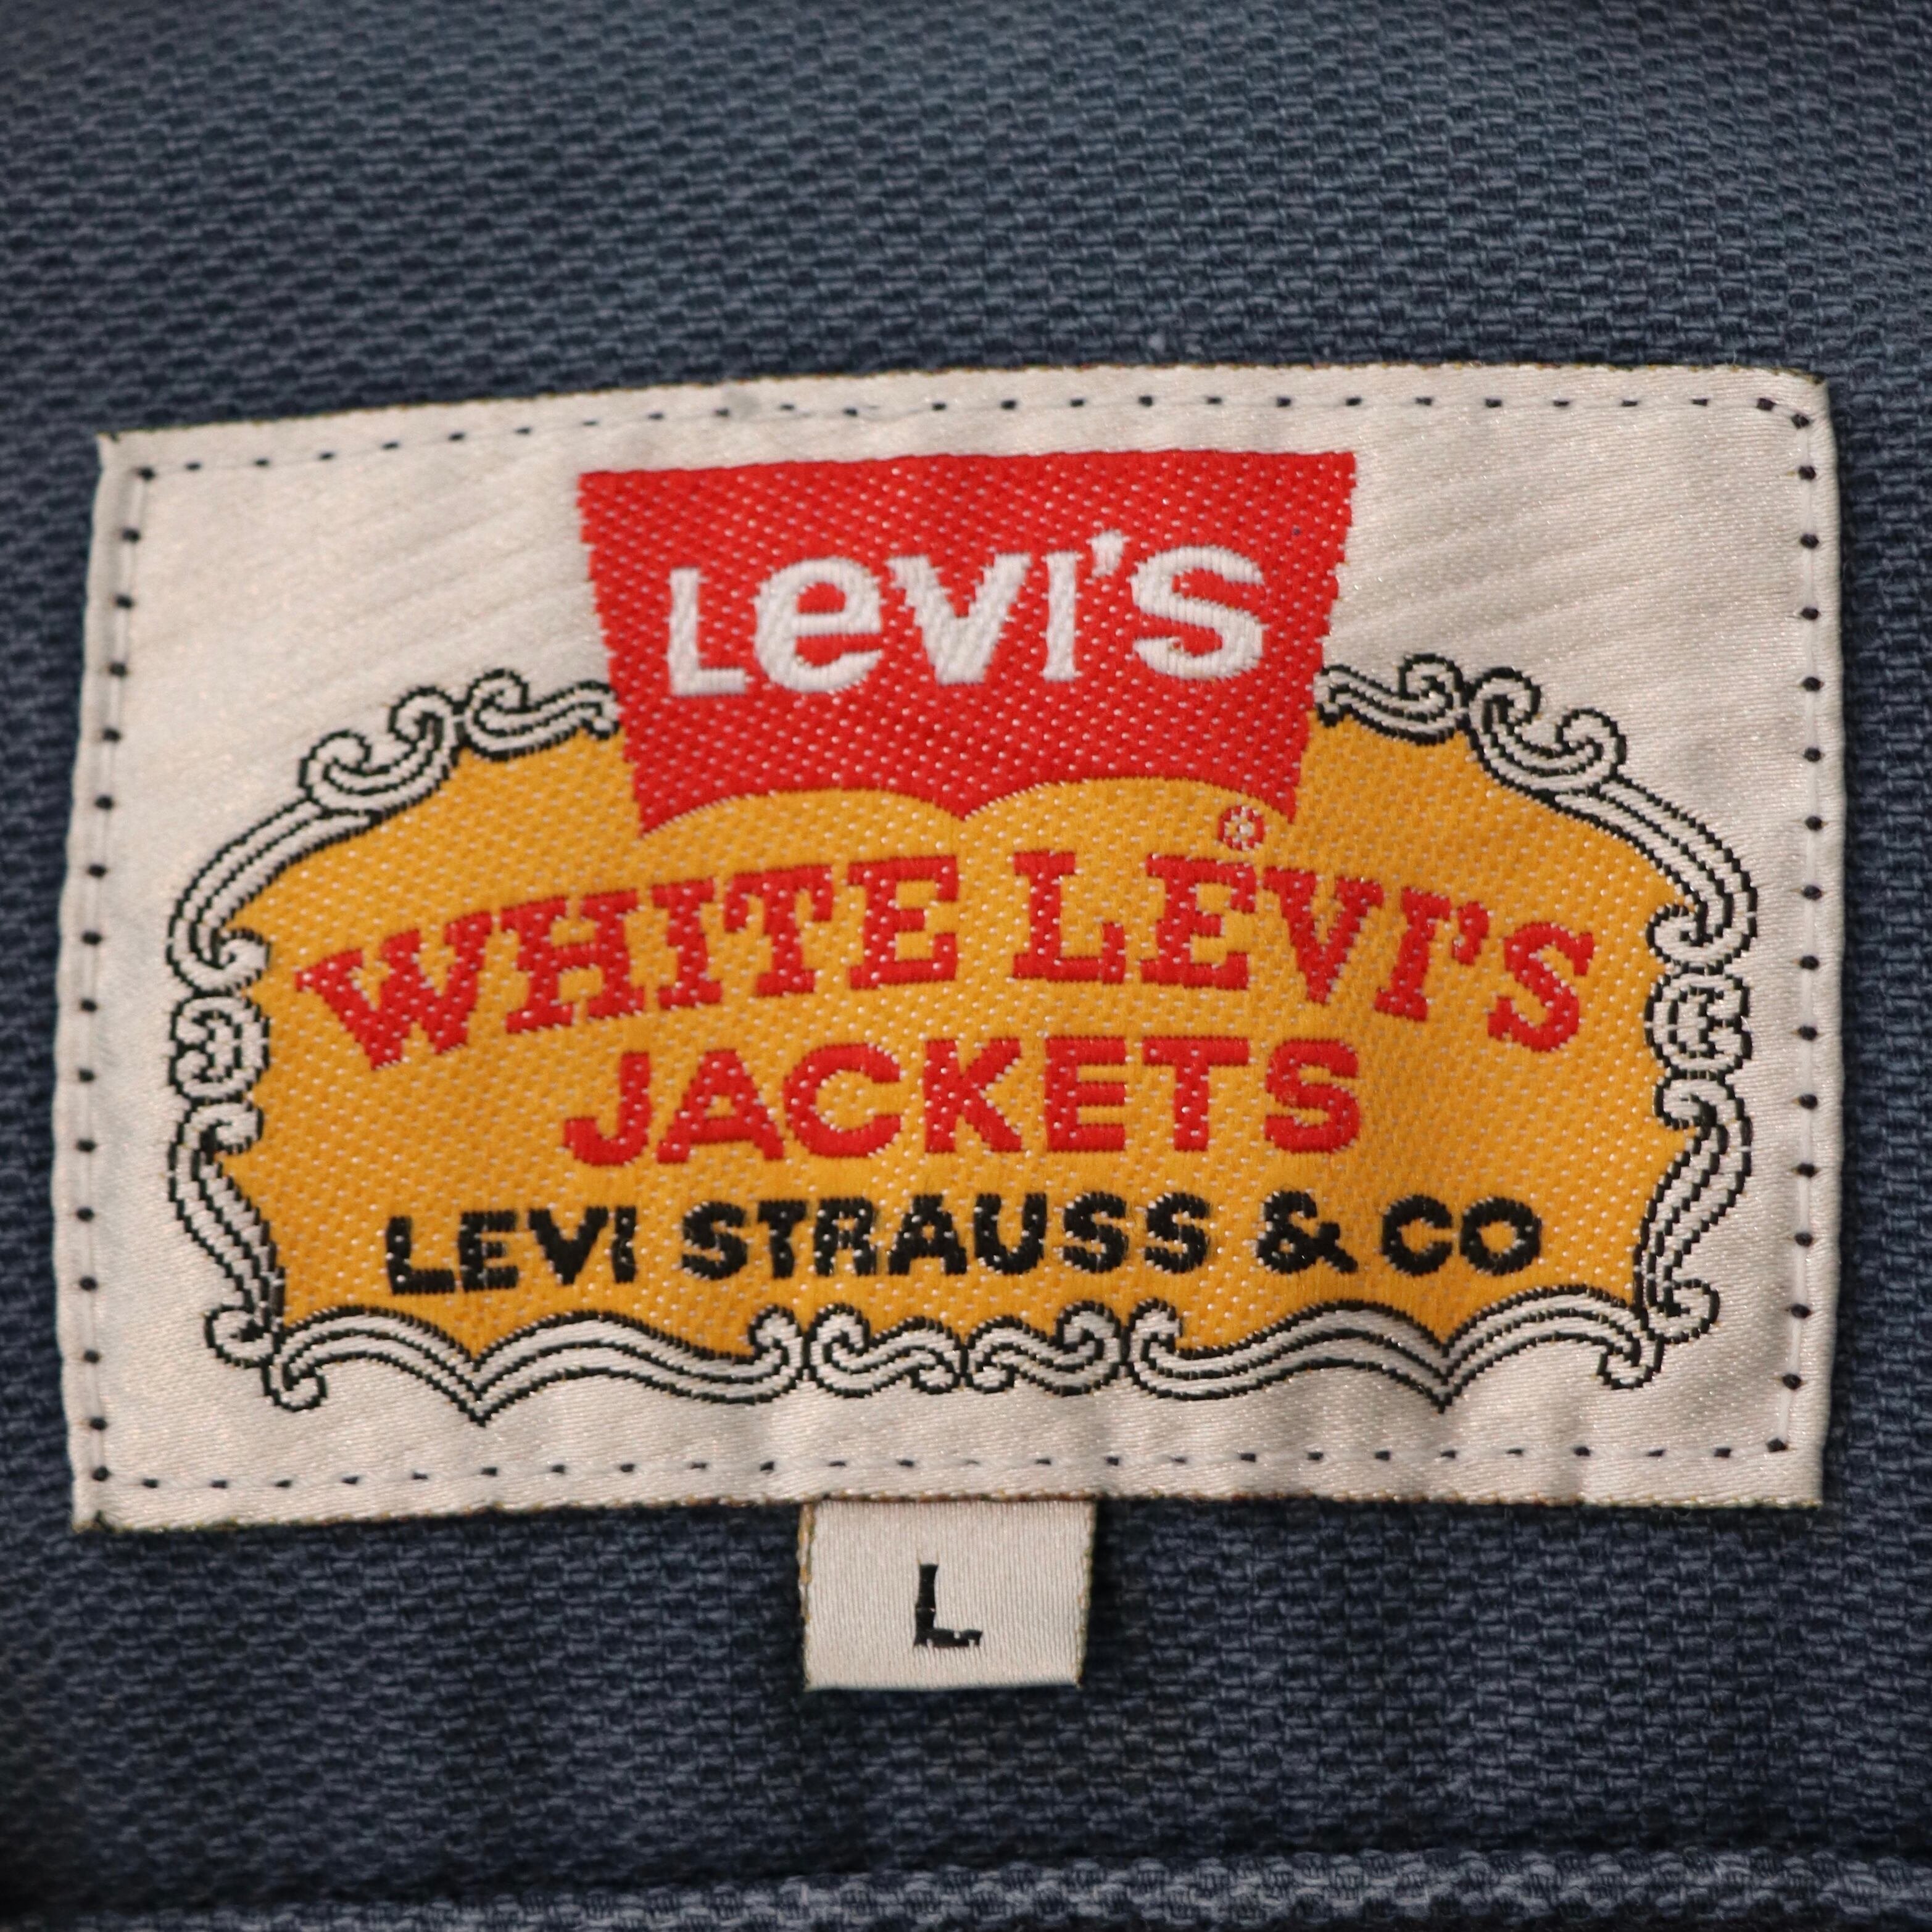 Levi's
WHITE LEVI'S
JACKETS
LEVI STRAUSS & CO
L